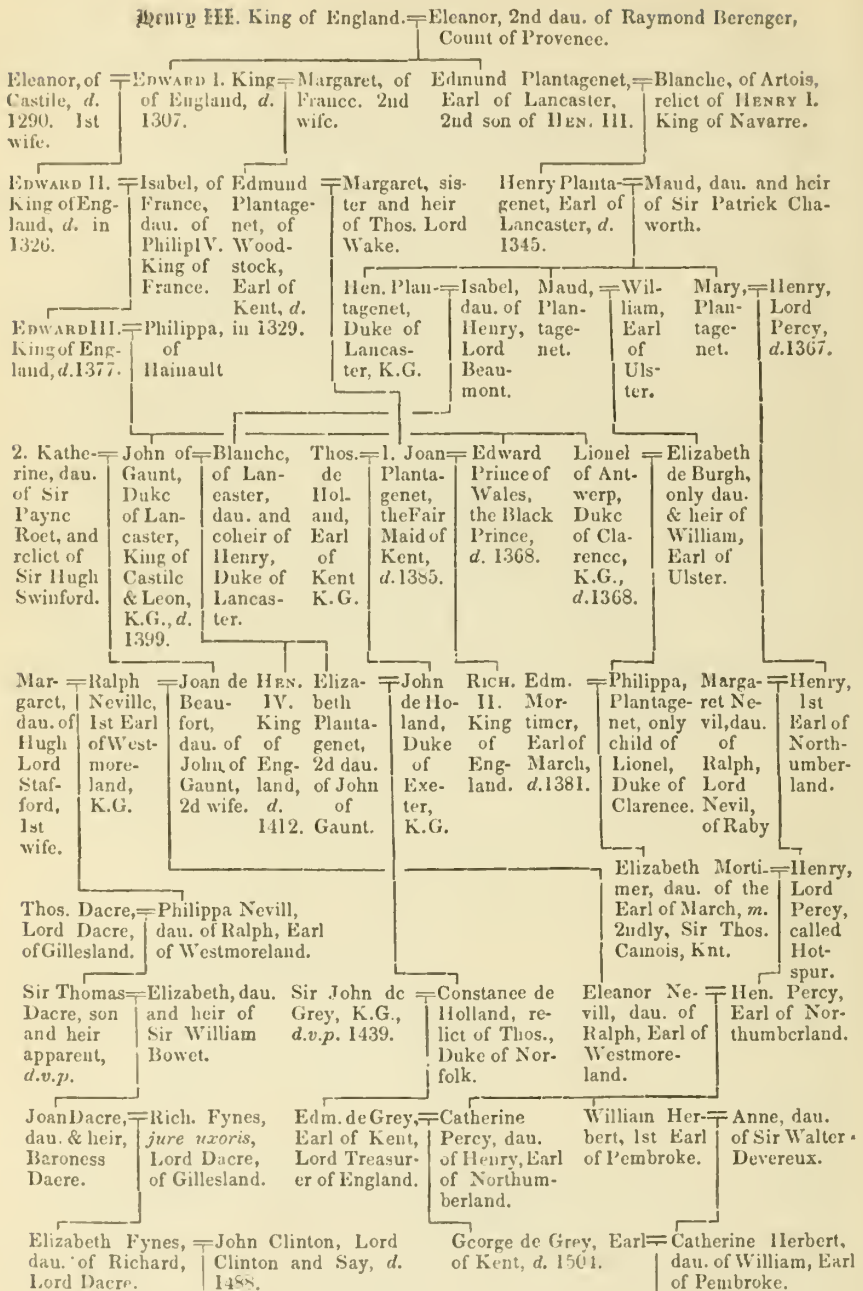 Henry III. King of England.=Eleanor, 2nd dau. of Raymond Berenger,
Count of Provence.
Eleanor, of
Castile, d.
1290. 1st
wife.
=EDWARD I. King=
of England, d.
1307.
Margaret, of
France. 2nd
wife.
Edmund Plantagenet,=
Earl of Lancaster,
2nd son of HEN. III.
Blanche, of Artois,
relict of HENRY I.
King of Navarre.
EDWARD II.=
King of Eng-
land, d. in
1326.
Isabel, of
France,
dau. of
Philip IV.
King of
France.
Edmund
Plantage-
net, of
Wood-
stock,
Earl of
Kent, d.
in 1329.
=Margaret, sis-
ter and heir
of Thos. Lord
Wake.
Henry Planta-=
genet, Earl of
Lancaster, d.
1345.
Maud, dau. and heir
of Sir Patrick Cha-
worth.
EDWARD III.=
King of Eng-
land, d. 1377.
Philippa,
of
Hainault
Hen. Plan-=
tagenet,
Duke of
Lancas-
ter, K.G.
Isabel,
dau. of
Henry,
Lord
Beau-
mont.
Maud,=
Plan-
tage-
net.
Wil-
liam,
Earl
of
Uls-
ter.
Mary,=
Plan-
tage-
net.
Henry,
Lord
Percy,
d. 1367.
2. Kathe-=
rine, dau.
of Sir
Payne
Roet, and
relict of
Sir Hugh
Swinford.
John of=
Gaunt,
Duke
of Lan-
caster,
King of
Castile
& Leon,
K.G., d.
1399.
Blanche,
of Lan-
caster,
dau. and
coheir of
Henry,
Duke of
Lancas-
ter.
Thos.=
de
Hol-
and,
Earl
of
Kent
K.G.
1. Joan=
Planta-
genet,
the Fair
Maid of
Kent,
d. 1385.
Edward
Prince of
Wales,
the Black
Prince,
d. 1368.
Lionel=
of Ant-
werp,
Duke
of Cla-
rence,
K.G.,
d. 1368.
Elizabeth
de Burgh,
only dau.
& heir of
William,
Earl of
Ulster.
Mar-=
garet,
dau. of
Hugh
Lord
Staf-
ford,
1st
wife.
Ralph
Neville,
1st Earl
of West-
more-
land,
K.G.
=Joan de
Beau-
fort,
dau. of
John, of
Gaunt,
2d wife.
HEN.
IV.
King
of
Eng-
land,
d.
1412.
Eliza-
beth
Planta-
genet,
2d dau.
of John
of
Gaunt.
=John
de Ho-
land,
Duke
of
Exe-
ter,
K.G.
RICH.
II.
King
of
Eng-
land.
Edm.
Mor-
timer,
Earl of
March,
d. 1381.
=Philippa,
Plantage-
net, only
child of
Lionel,
Duke of
Clarence.
Marga-=
ret Ne-
vil, dau.
of
Ralph,
Lord
Nevil,
of Raby
Henry,
1st
Earl of
North-
umber-
land.
Elizabeth Morti-=
mer, dau. of the
Earl of March, m.
2ndly, Sir Thos.
Camois, Knt.
Henry,
Lord
Percy,
called
Hot-
spur.
Thos. Dacre,=
Lord Dacre,
of Gillesland.
Philippa Nevill,
dau. of Ralph, Earl
of Westmoreland.
Sir Thomas=
Dacre, son
and heir
apparent,
d.v.p.
Elizabeth, dau.
and heir of
Sir William
Bowet.
Sir John de
Grey, K.G.,
d.v.p. 1439.
=Constance de
Holland, re-
lict of Thos.,
Duke of Nor-
folk.
Eleanor Ne-
vill, dau. of
Ralph, Earl of
Westmore-
land.
=Hen. Percy,
Earl of Nor-
thumberland.
Joan Dacre,=
dau. & heir,
Baroness
Dacre.
Rich. Fynes,
jure uxoris,
Lord Dacre,
of Gillesland.
Edm. de Grey,=
Earl of Kent,
Lord Treasur-
er of England.
Catherine
Percy, dau.
of Henry, Earl
of Northum-
berland.
William Her-=
bert, 1st Earl
of Pembroke.
Anne, dau.
of Sir Walter
Devereux.
Elizabeth Fynes,=
dau. of Richard,
Lord Dacre.
John Clinton, Lord
Clinton and Say, d.
1488.
George de Grey, Earl=
of Kent, d. 1504.
Catherine Herbert,
dau. of William, Earl
of Pembroke.